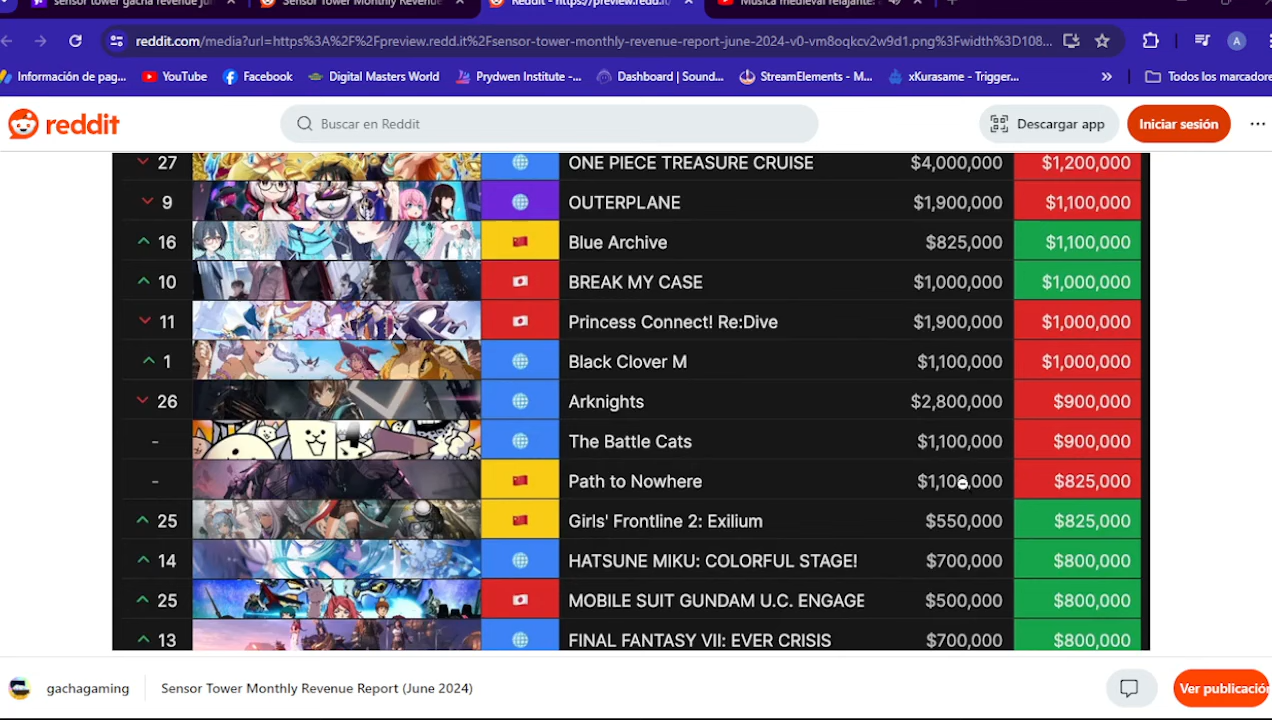 sensor tower gacha revenue ju
Sensor Tower Monthly Revenue
Reddit - https://preview.redd.it
Música medieval relajante:
reddit.com/media?url=https%3A%2F%2Fpreview.redd.it%2Fsensor-tower-monthly-revenue-report-june-2024-v0-vm8oqkcv2w9d1.png%3Fwidth%3D108...
A
Información de pag...
YouTube
Facebook
Digital Masters World
Prydwen Institute -...
Dashboard | Sound...
StreamElements - M...
xKurasame - Trigger...
Todos los marcadore
reddit
Buscar en Reddit
Descargar app
Iniciar sesión
27 ONE PIECE TREASURE CRUISE $4,000,000 $1,200,000
9 OUTERPLANE $1,900,000 $1,100,000
16 Blue Archive $825,000 $1,100,000
10 BREAK MY CASE $1,000,000 $1,000,000
11 Princess Connect! Re:Dive $1,900,000 $1,000,000
1 Black Clover M $1,100,000 $1,000,000
26 Arknights $2,800,000 $900,000
- The Battle Cats $1,100,000 $900,000
- Path to Nowhere $1,100,000 $825,000
25 Girls' Frontline 2: Exilium $550,000 $825,000
14 HATSUNE MIKU: COLORFUL STAGE! $700,000 $800,000
25 MOBILE SUIT GUNDAM U.C. ENGAGE $500,000 $800,000
13 FINAL FANTASY VII: EVER CRISIS $700,000 $800,000
gachagaming
Sensor Tower Monthly Revenue Report (June 2024)
Ver publicación